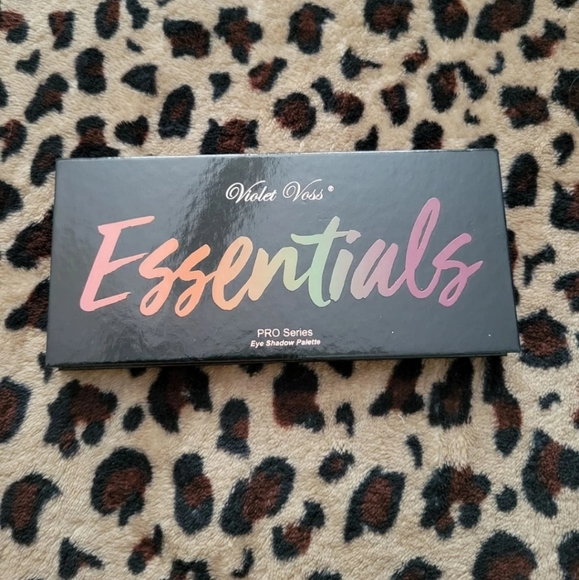 Violet Voss®
Essentials
PRO Series
Eye Shadow Palette